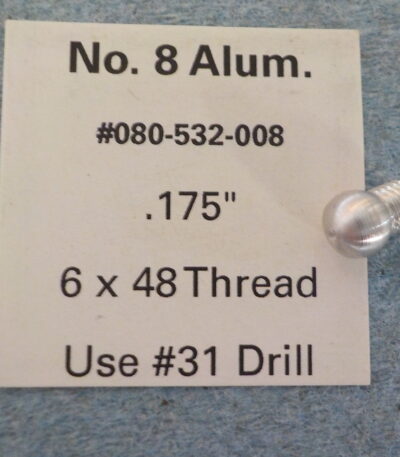 No. 8 Alum.
#080-532-008
.175"
6 x 48 Thread
Use #31 Drill